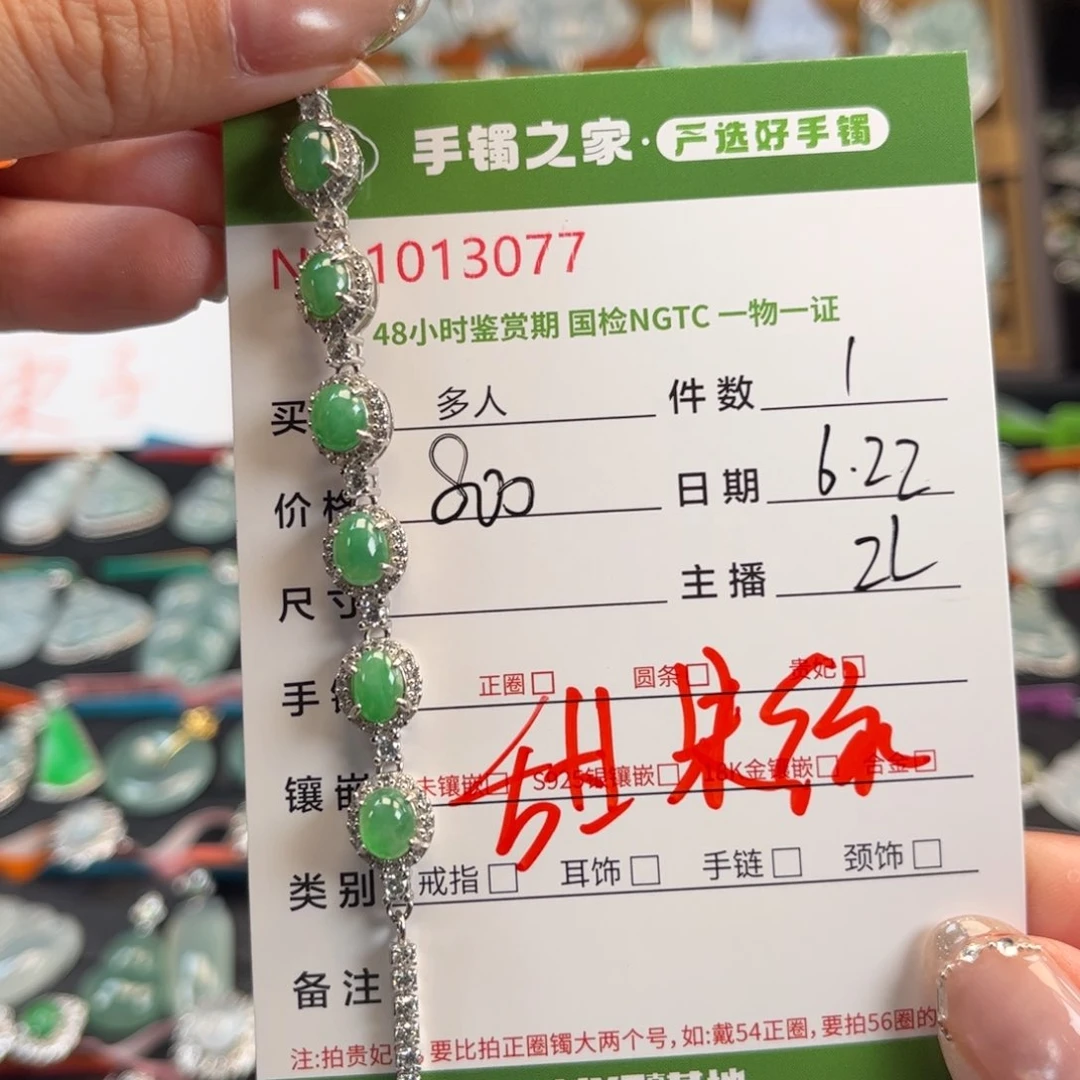 手镯之家·严选好手镯
N 1013077
48小时鉴赏期 国检NGTC 一物一证
买 多人 件数 1
价格 800 日期 6.22
尺寸 主播 ZL
手 正圈□ 圆条□ 贵妃□
镶嵌 未镶嵌□ S925银镶嵌□ 18K金镶嵌□ 合金□
甜
类别 戒指□ 耳饰□ 手链□ 颈饰□
备注
注:拍贵妃 要比拍正圈镯大两个号,如:戴54正圈,要拍56圈的